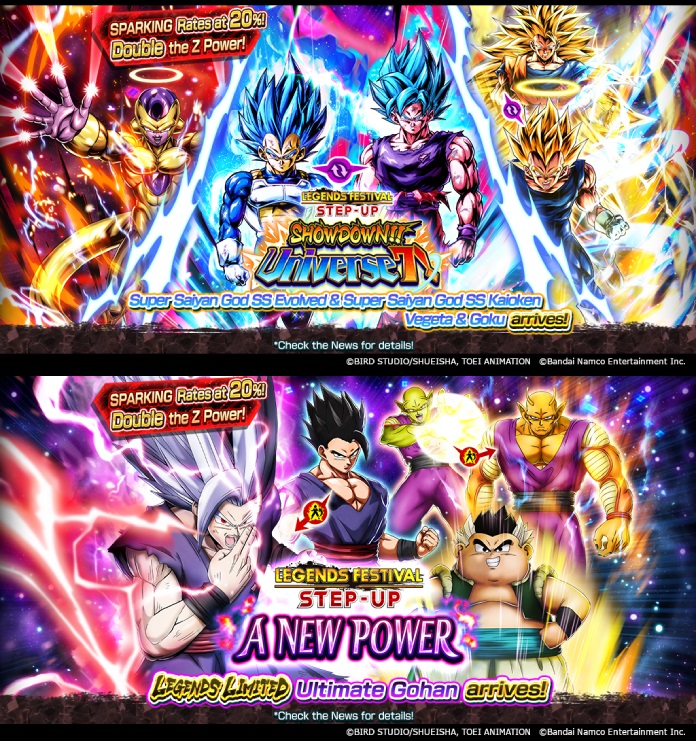 SPARKING Rates at 20%!
Double the Z Power!
LEGENDS FESTIVAL
STEP-UP
SHOWDOWN!!
Universe 7!
Super Saiyan God SS Evolved & Super Saiyan God SS Kaioken
Vegeta & Goku arrives!
*Check the News for details!
©BIRD STUDIO/SHUEISHA, TOEI ANIMATION ©Bandai Namco Entertainment Inc.
SPARKING Rates at 20%!
Double the Z Power!
LEGENDS FESTIVAL
STEP-UP
A NEW POWER
LEGENDS LIMITED Ultimate Gohan arrives!
*Check the News for details!
©BIRD STUDIO/SHUEISHA, TOEI ANIMATION ©Bandai Namco Entertainment Inc.